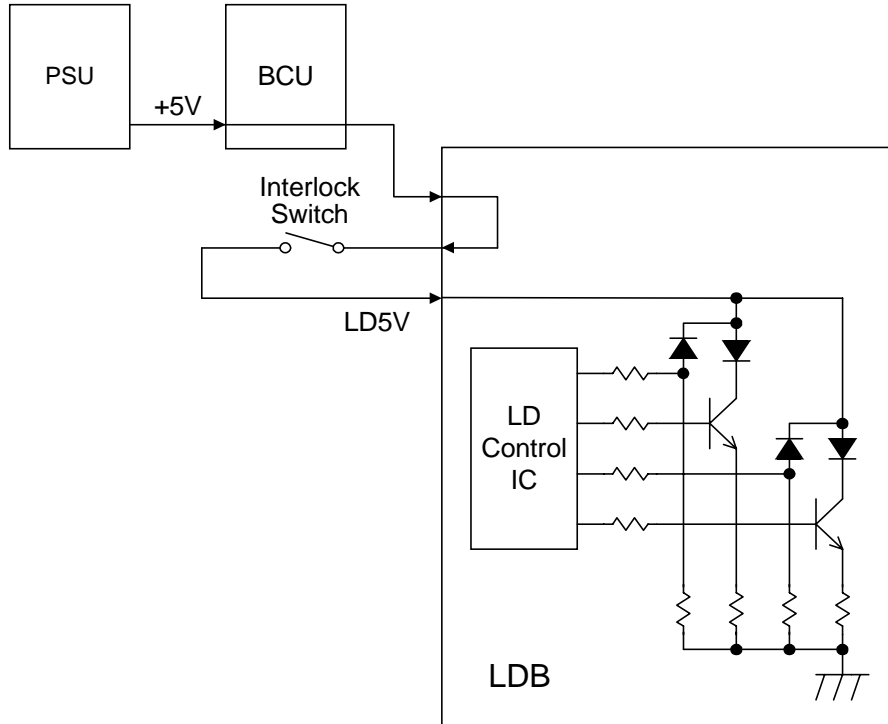 PSU
BCU
+5V
Interlock
Switch
LD5V
LD
Control
IC
LDB